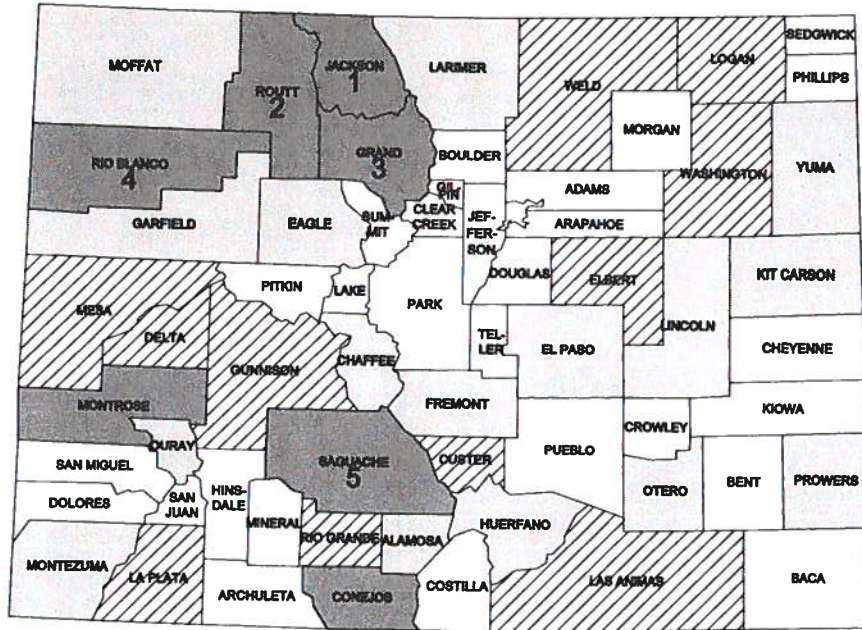 MOFFAT
ROUTT
2
JACKSON
1
LARIMER
WELD
LOGAN
SEDGWICK
PHILLIPS
MORGAN
RIO BLANCO
4
GRAND
3
BOULDER
WASHINGTON
YUMA
GARFIELD
EAGLE
SUM-
MIT
GIL-
PIN
CLEAR
CREEK
JEF-
FER-
SON
ADAMS
ARAPAHOE
DOUGLAS
ELBERT
KIT CARSON
MESA
PITKIN
LAKE
PARK
LINCOLN
DELTA
GUNNISON
CHAFFEE
TEL-
LER
EL PASO
CHEYENNE
MONTROSE
OURAY
FREMONT
CROWLEY
KIOWA
SAN MIGUEL
SAGUACHE
5
CUSTER
PUEBLO
OTERO
BENT
PROWERS
DOLORES
SAN
JUAN
HINS-
DALE
MINERAL
RIO GRANDE
ALAMOSA
HUERFANO
MONTEZUMA
LA PLATA
ARCHULETA
CONEJOS
COSTILLA
LAS ANIMAS
BACA